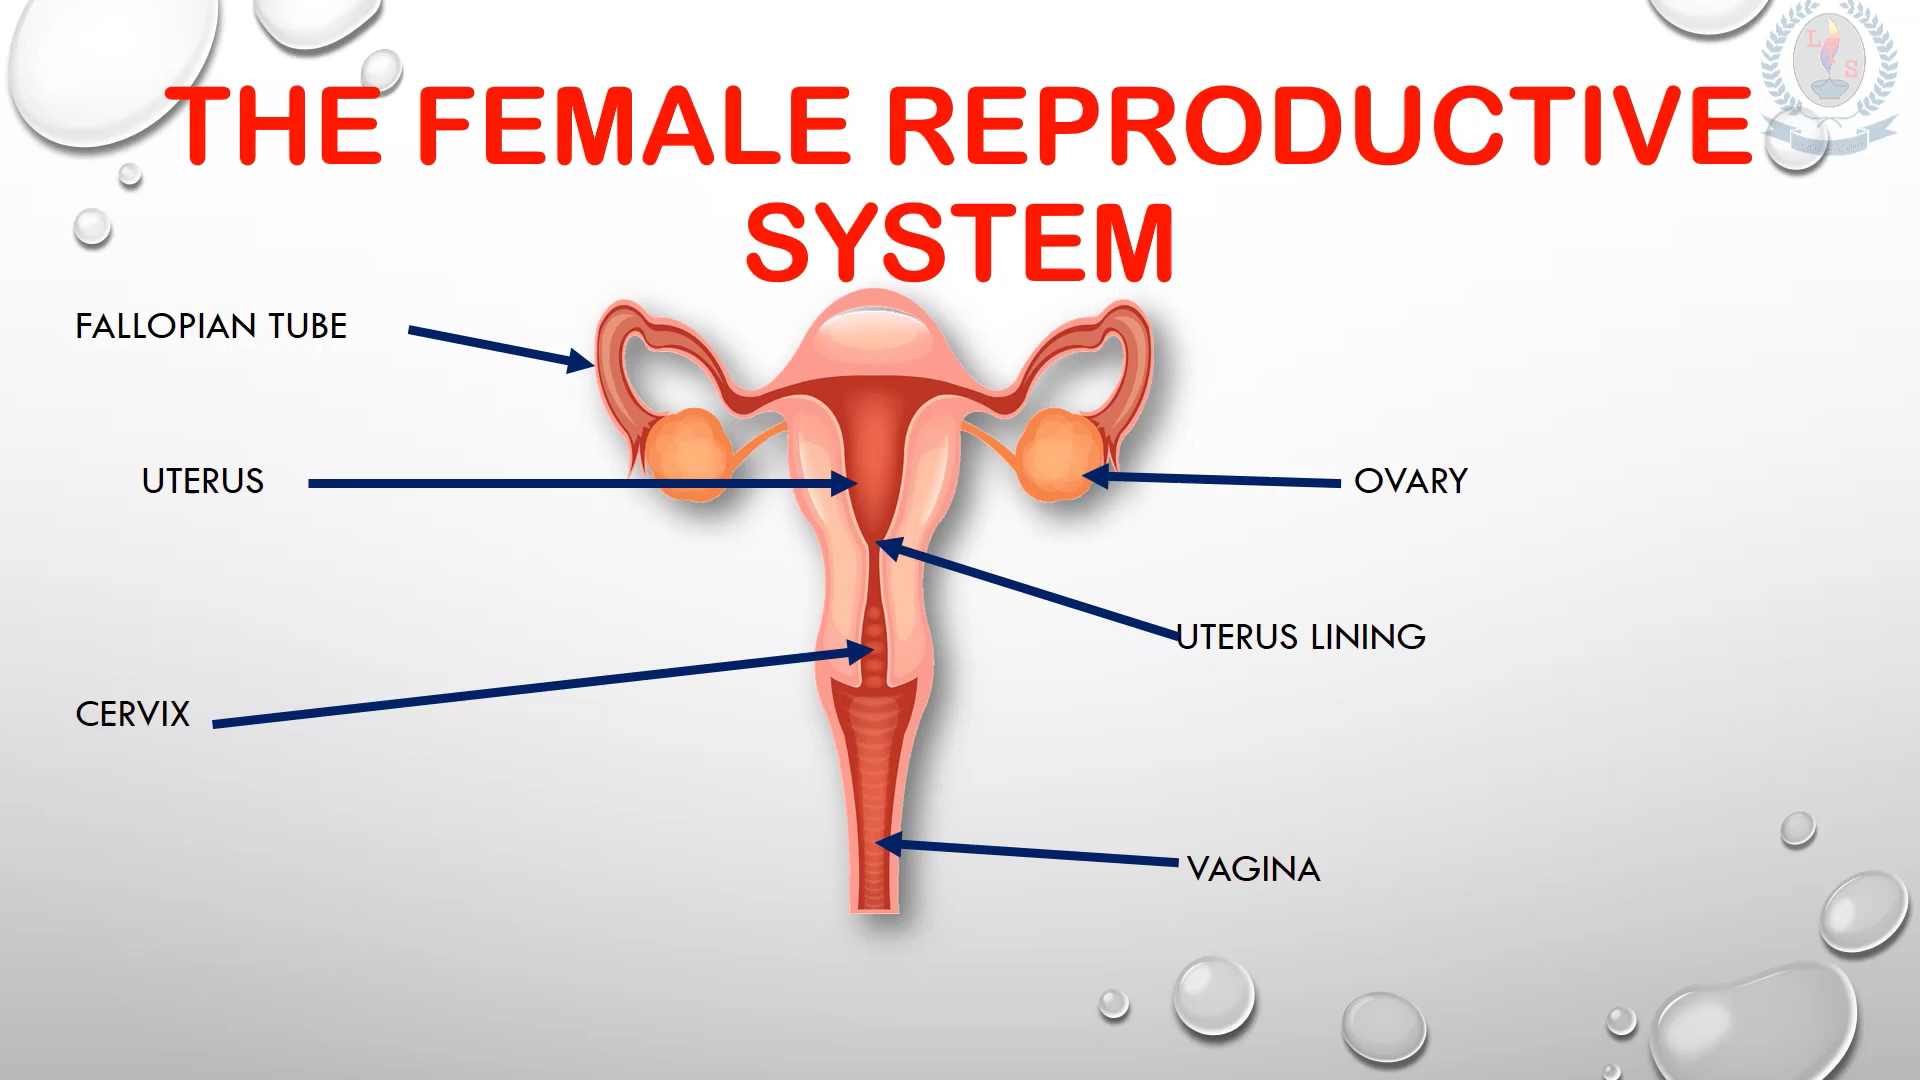 THE FEMALE REPRODUCTIVE
SYSTEM
FALLOPIAN TUBE
UTERUS
OVARY
UTERUS LINING
CERVIX
VAGINA
L
I
S